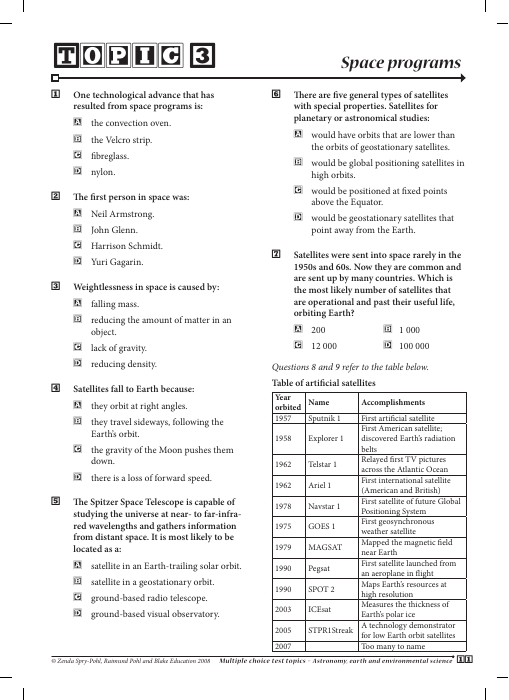 TOPIC 3
Space programs
1 One technological advance that has
resulted from space programs is:
A the convection oven.
B the Velcro strip.
C fibreglass.
D nylon.
2 The first person in space was:
A Neil Armstrong.
B John Glenn.
C Harrison Schmidt.
D Yuri Gagarin.
3 Weightlessness in space is caused by:
A falling mass.
B reducing the amount of matter in an
object.
C lack of gravity.
D reducing density.
4 Satellites fall to Earth because:
A they orbit at right angles.
B they travel sideways, following the
Earth's orbit.
C the gravity of the Moon pushes them
down.
D there is a loss of forward speed.
5 The Spitzer Space Telescope is capable of
studying the universe at near- to far-infra-
red wavelengths and gathers information
from distant space. It is most likely to be
located as a:
A satellite in an Earth-trailing solar orbit.
B satellite in a geostationary orbit.
C ground-based radio telescope.
D ground-based visual observatory.
6 There are five general types of satellites
with special properties. Satellites for
planetary or astronomical studies:
A would have orbits that are lower than
the orbits of geostationary satellites.
B would be global positioning satellites in
high orbits.
C would be positioned at fixed points
above the Equator.
D would be geostationary satellites that
point away from the Earth.
7 Satellites were sent into space rarely in the
1950s and 60s. Now they are common and
are sent up by many countries. Which is
the most likely number of satellites that
are operational and past their useful life,
orbiting Earth?
A 200 B 1 000
C 12 000 D 100 000
Questions 8 and 9 refer to the table below.
Table of artificial satellites
Year
orbited Name Accomplishments
1957 Sputnik 1 First artificial satellite
1958 Explorer 1 First American satellite;
discovered Earth's radiation
belts
1962 Telstar 1 Relayed first TV pictures
across the Atlantic Ocean
1962 Ariel 1 First international satellite
(American and British)
1978 Navstar 1 First satellite of future Global
Positioning System
1975 GOES 1 First geosynchronous
weather satellite
1979 MAGSAT Mapped the magnetic field
near Earth
1990 Pegsat First satellite launched from
an aeroplane in flight
1990 SPOT 2 Maps Earth's resources at
high resolution
2003 ICEsat Measures the thickness of
Earth's polar ice
2005 STPR1Streak A technology demonstrator
for low Earth orbit satellites
2007 Too many to name
© Zenda Spry-Pohl, Raimund Pohl and Blake Education 2008 Multiple choice test topics – Astronomy, earth and environmental science 11